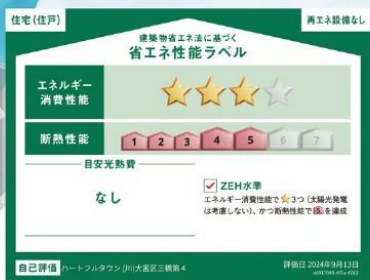 住宅(住戸)
再エネ設備なし
建築物省エネ法に基づく
省エネ性能ラベル
エネルギー
消費性能
断熱性能
1 2 3 4 5 6 7
目安光熱費
なし
ZEH水準
エネルギー消費性能で☆3つ(太陽光発電
は考慮しない)、かつ断熱性能で5を達成
自己評価
ハートフルタウン(川)大宮区三橋第4
評価日 2024年9月13日